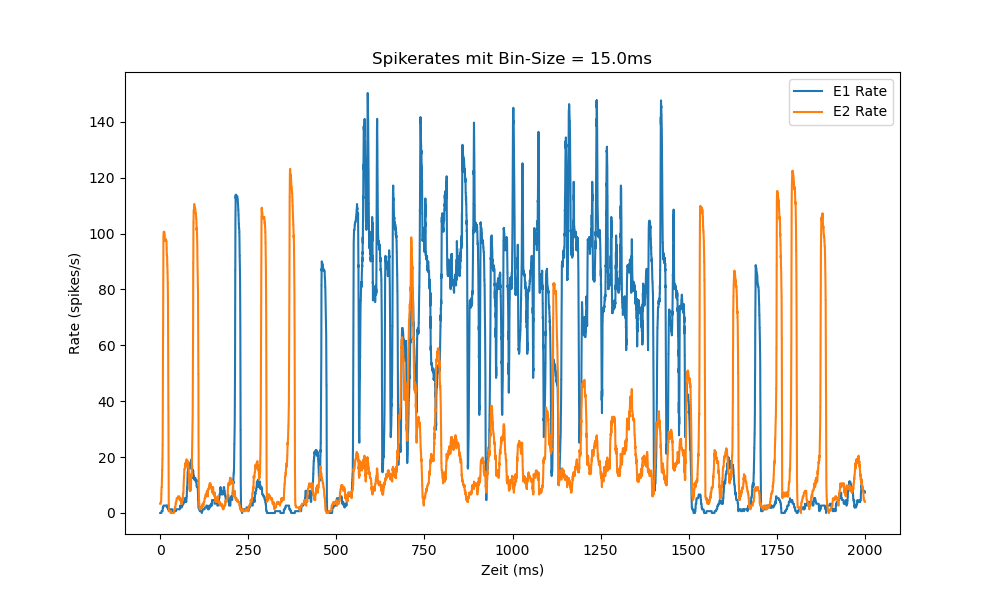 Spikerates mit Bin-Size = 15.0ms
E1 Rate
E2 Rate
Rate (spikes/s)
140
120
100
80
60
40
20
0
0 250 500 750 1000 1250 1500 1750 2000
Zeit (ms)